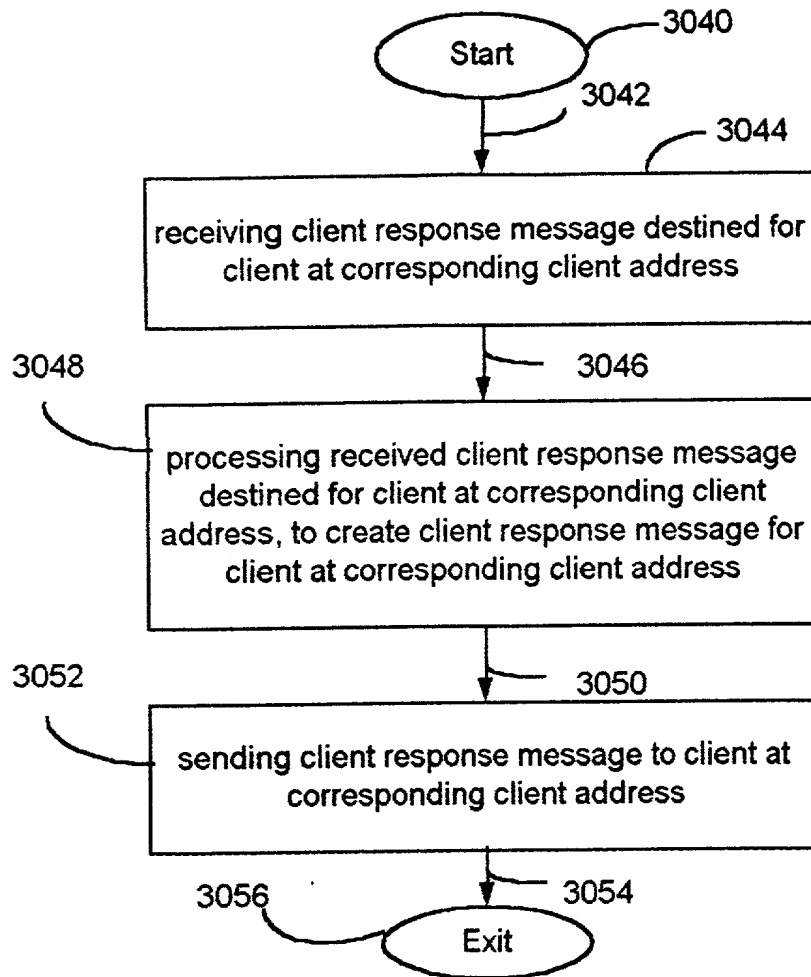 3040
Start
3042
3044
receiving client response message destined for
client at corresponding client address
3046
3048
processing received client response message
destined for client at corresponding client
address, to create client response message for
client at corresponding client address
3050
3052
sending client response message to client at
corresponding client address
3054
3056
Exit